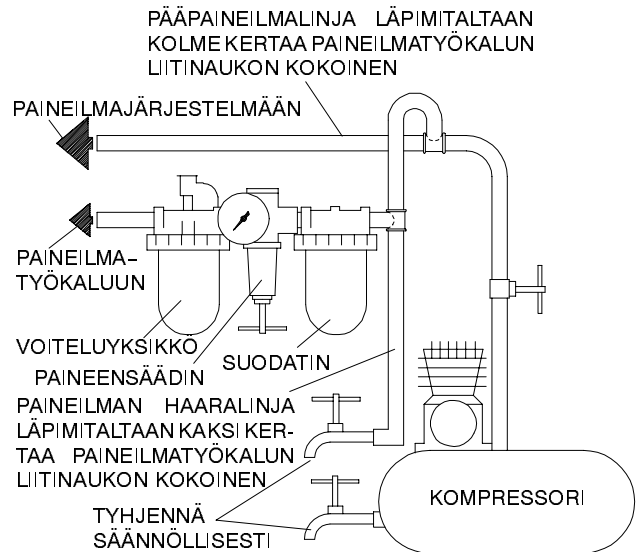 PÄÄPAINEILMALINJA LÄPIMITALTAAN
KOLME KERTAA PAINEILMATYÖKALUN
LIITINAUKON KOKOINEN
PAINEILMAJÄRJESTELMÄÄN
PAINEILMA-
TYÖKALUUN
VOITELUYKSIKKÖ
SUODATIN
PAINEENSÄÄDIN
PAINEILMAN HAARALINJA
LÄPIMITALTAAN KAKSI KER-
TAA PAINEILMATYÖKALUN
LIITINAUKON KOKOINEN
KOMPRESSORI
TYHJENNÄ
SÄÄNNÖLLISESTI